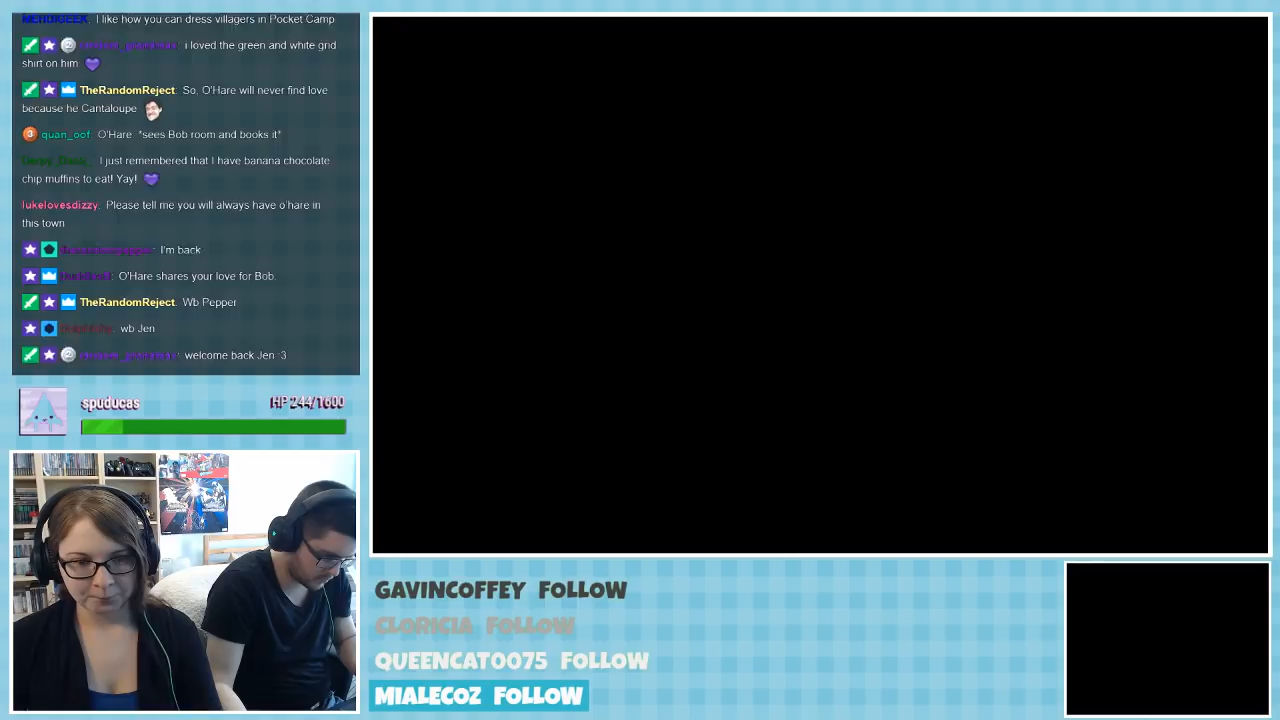 MERDIGEEK: I like how you can dress villagers in Pocket Camp
i loved the green and white grid
shirt on him
TheRandomReject: So, O'Hare will never find love
because he Cantaloupe
quan_oof: O'Hare: *sees Bob room and books it*
I just remembered that I have banana chocolate
chip muffins to eat! Yay!
lukelovesdizzy: Please tell me you will always have o'hare in
this town
: I'm back
: O'Hare shares your love for Bob.
TheRandomReject: Wb Pepper
: wb Jen
: welcome back Jen :3
spuducas HP 244/1600
GAVINCOFFEY FOLLOW
CLORICIA FOLLOW
QUEENCAT0075 FOLLOW
MIALECOZ FOLLOW